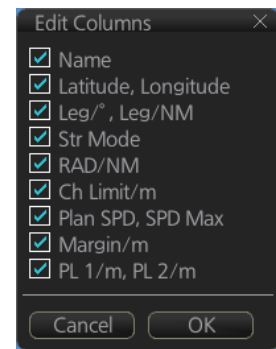 Edit Columns
Name
Latitude, Longitude
Leg/°, Leg/NM
Str Mode
RAD/NM
Ch Limit/m
Plan SPD, SPD Max
Margin/m
PL 1/m, PL 2/m
Cancel OK